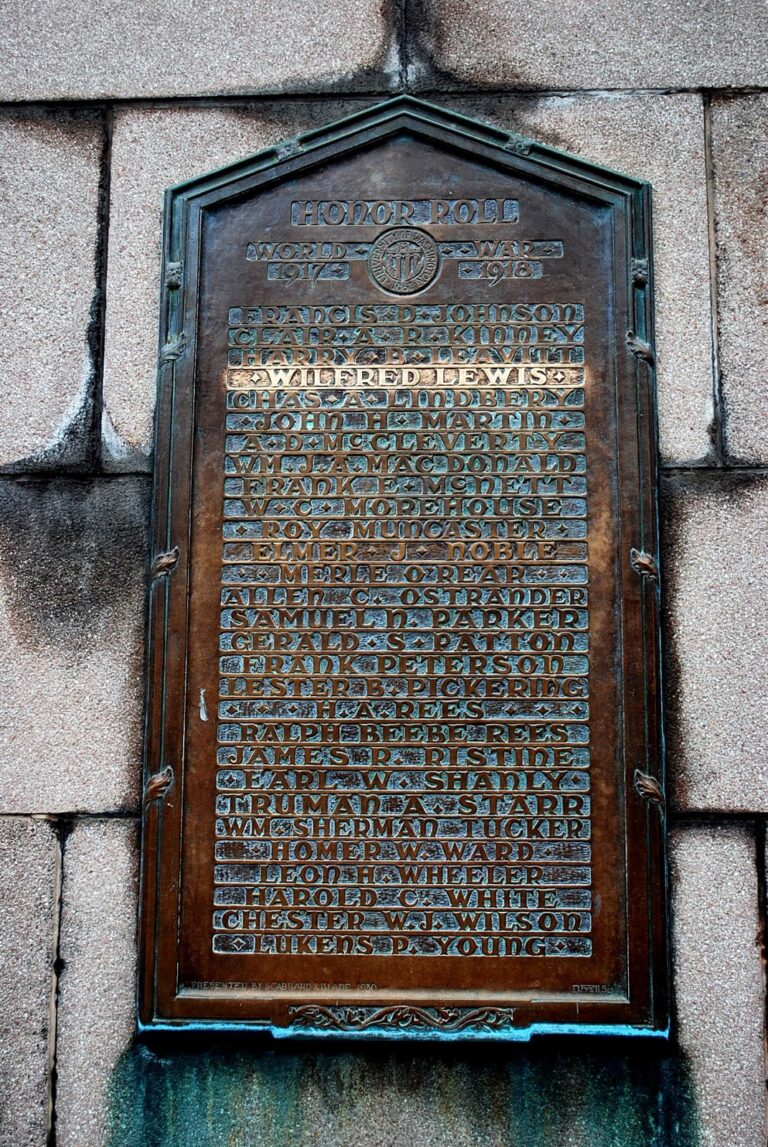 HONOR ROLL
WORLD WAR
1917 1918
FRANCIS D JOHNSON
CLAIR A R KINNEY
HARRY B LEAVITT
WILFRED LEWIS
CHAS A LINDBERY
JOHN H MARTIN
A D MCCLEVERTY
WM J A MACDONALD
FRANK E MCNETT
W C MOREHOUSE
ROY MUNCASTER
ELMER J NOBLE
MERLE O'REAR
ALLEN C OSTRANDER
SAMUEL N PARKER
GERALD S PATTON
FRANK PETERSON
LESTER B PICKERING
H A REES
RALPH BEEBE REES
JAMES R RISTINE
EARL W SHANLY
TRUMAN A STARR
WM SHERMAN TUCKER
HOMER W WARD
LEON H WHEELER
HAROLD C WHITE
CHESTER W J WILSON
LUKENS P YOUNG
PRESENTED BY SCABBARD & BLADE 1930